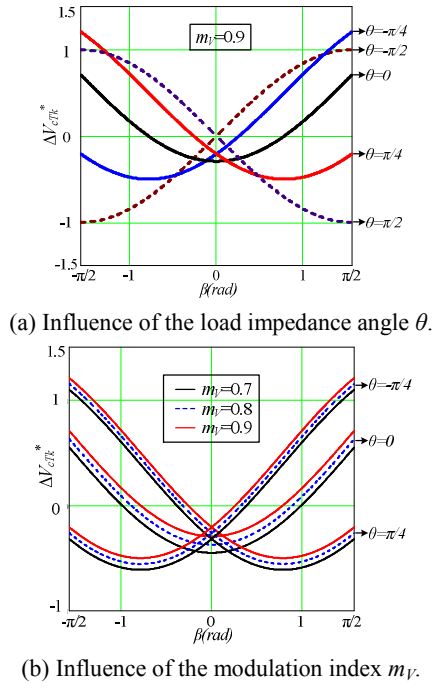 1.5
m_V=0.9
θ=-π/4
1
θ=-π/2
θ=0
ΔV_cTk*
0
θ=π/4
-1
θ=π/2
1.5
-π/2
-1
0
1
π/2
β(rad)
(a) Influence of the load impedance angle θ.
1.5
m_V=0.7
m_V=0.8
m_V=0.9
θ=-π/4
1
θ=0
ΔV_cTk*
0
θ=π/4
-1
-π/2
-1
0
1
π/2
β(rad)
(b) Influence of the modulation index m_V.